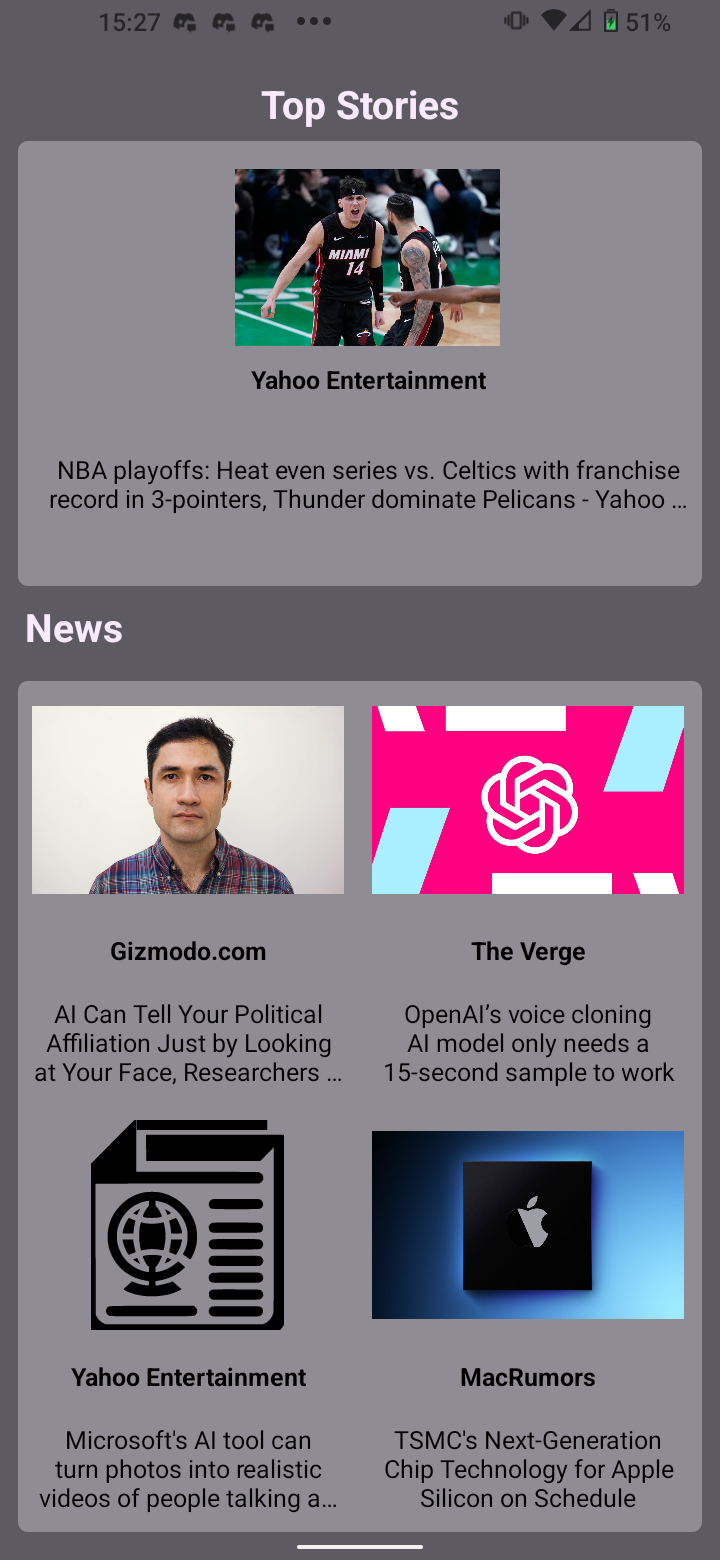 15:27
51%
Top Stories
MIAMI
14
Yahoo Entertainment
NBA playoffs: Heat even series vs. Celtics with franchise
record in 3-pointers, Thunder dominate Pelicans - Yahoo …
News
Gizmodo.com
AI Can Tell Your Political
Affiliation Just by Looking
at Your Face, Researchers …
The Verge
OpenAI’s voice cloning
AI model only needs a
15-second sample to work
Yahoo Entertainment
Microsoft's AI tool can
turn photos into realistic
videos of people talking a…
MacRumors
TSMC's Next-Generation
Chip Technology for Apple
Silicon on Schedule